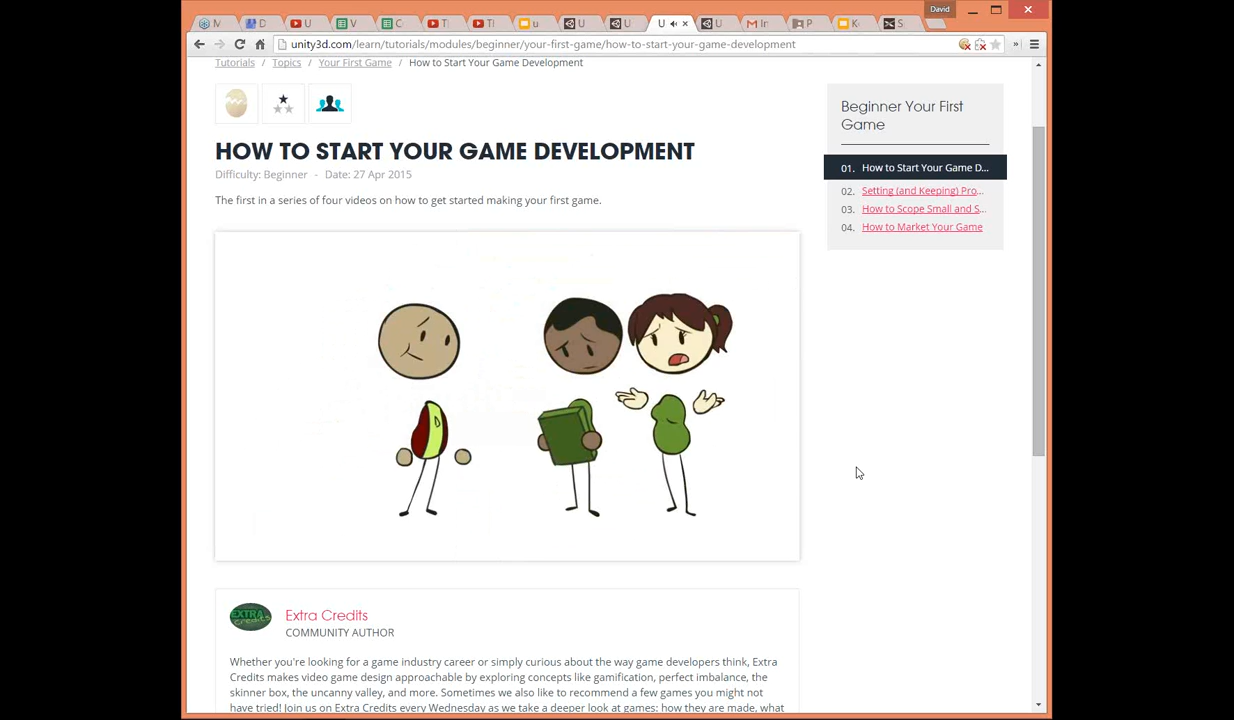 David
M
D
U
V
C
T
T
u
U
U
U
U
In
P
K
S
unity3d.com/learn/tutorials/modules/beginner/your-first-game/how-to-start-your-game-development
Tutorials / Topics / Your First Game / How to Start Your Game Development
HOW TO START YOUR GAME DEVELOPMENT
Difficulty: Beginner - Date: 27 Apr 2015
The first in a series of four videos on how to get started making your first game.
Beginner Your First
Game
01. How to Start Your Game D...
02. Setting (and Keeping) Pro...
03. How to Scope Small and S...
04. How to Market Your Game
EXTRA
credits
Extra Credits
COMMUNITY AUTHOR
Whether you're looking for a game industry career or simply curious about the way game developers think, Extra
Credits makes video game design approachable by exploring concepts like gamification, perfect imbalance, the
skinner box, the uncanny valley, and more. Sometimes we also like to recommend a few games you might not
have tried! Join us on Extra Credits every Wednesday as we take a deeper look at games: how they are made, what